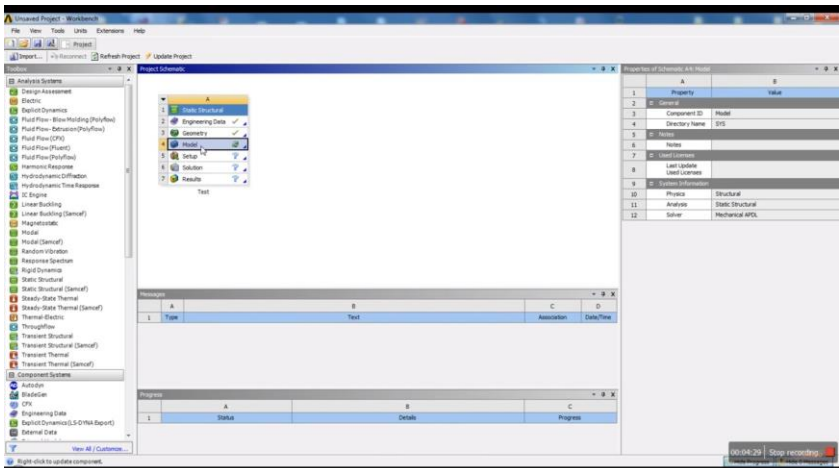 Unsaved Project - Workbench
File View Tools Units Extensions Help
Project
Import... Reconnect Refresh Project Update Project
Toolbox
Analysis Systems
Design Assessment
Electric
Explicit Dynamics
Fluid Flow - Blow Molding (Polyflow)
Fluid Flow - Extrusion (Polyflow)
Fluid Flow (CFX)
Fluid Flow (Fluent)
Fluid Flow (Polyflow)
Harmonic Response
Hydrodynamic Diffraction
Hydrodynamic Time Response
IC Engine
Linear Buckling
Linear Buckling (Samcef)
Magnetostatic
Modal
Modal (Samcef)
Random Vibration
Response Spectrum
Rigid Dynamics
Static Structural
Static Structural (Samcef)
Steady-State Thermal
Steady-State Thermal (Samcef)
Thermal-Electric
Throughflow
Transient Structural
Transient Structural (Samcef)
Transient Thermal
Transient Thermal (Samcef)
Component Systems
Autodyn
BladeGen
CFX
Engineering Data
Explicit Dynamics (LS-DYNA Export)
External Data
View All / Customize...
Right-click to update component.
Project Schematic
A
1 Static Structural
2 Engineering Data
3 Geometry
4 Model
5 Setup
6 Solution
7 Results
Test
Messages
A B C D
1 Type Text Association Date/Time
Progress
A B C
1 Status Details Progress
Properties of Schematic A4: Model
A B
1 Property Value
2 General
3 Component ID Model
4 Directory Name SYS
5 Notes
6 Notes
7 Used Licenses
8 Last Update Used Licenses
9 System Information
10 Physics Structural
11 Analysis Static Structural
12 Solver Mechanical APDL
00:04:29 Stop recording